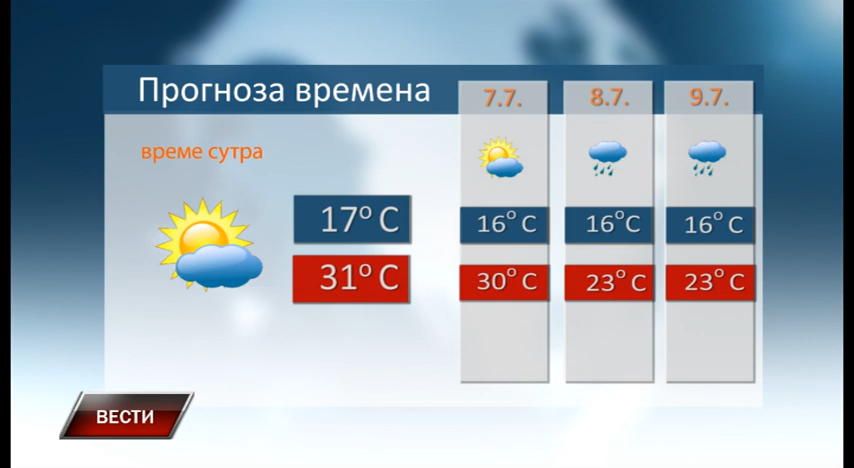 Прогноза времена
време сутра
17° C
31° C
7.7.
16° C
30° C
8.7.
16°C
23° C
9.7.
16° C
23° C
ВЕСТИ